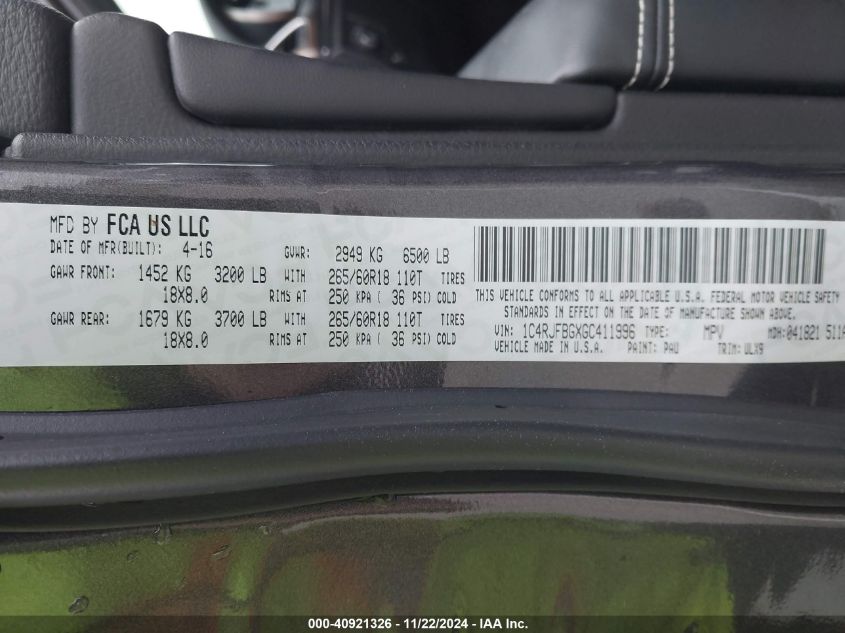 MFD BY FCA US LLC
DATE OF MFR(BUILT): 4-16 GVWR: 2949 KG 6500 LB
GAWR FRONT: 1452 KG 3200 LB WITH 265/60R18 110T TIRES
18X8.0 RIMS AT 250 KPA ( 36 PSI) COLD
GAWR REAR: 1679 KG 3700 LB WITH 265/60R18 110T TIRES
18X8.0 RIMS AT 250 KPA ( 36 PSI) COLD
THIS VEHICLE CONFORMS TO ALL APPLICABLE U.S.A. FEDERAL MOTOR VEHICLE SAFETY
STANDARDS IN EFFECT ON THE DATE OF MANUFACTURE SHOWN ABOVE.
VIN: 1C4RJFBGXGC411996 TYPE: MPV MDH:041821 511A
VEHICLE MADE IN U.S.A. PAINT: PAU TRIM: ULX9
000-40921326 - 11/22/2024 - IAA Inc.